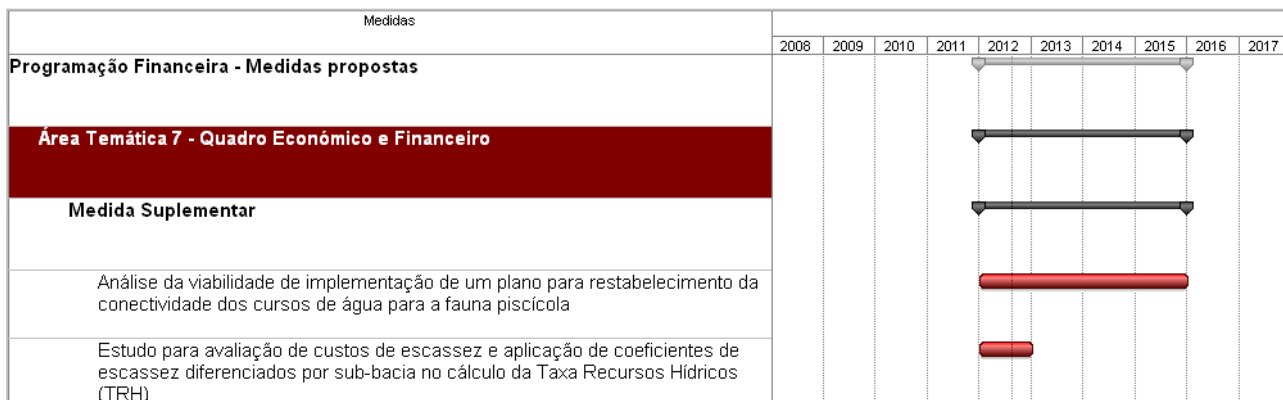 Medidas
2008 2009 2010 2011 2012 2013 2014 2015 2016 2017
Programação Financeira - Medidas propostas
Área Temática 7 - Quadro Económico e Financeiro
Medida Suplementar
Análise da viabilidade de implementação de um plano para restabelecimento da
conectividade dos cursos de água para a fauna piscícola
Estudo para avaliação de custos de escassez e aplicação de coeficientes de
escassez diferenciados por sub-bacia no cálculo da Taxa Recursos Hídricos
(TRH)